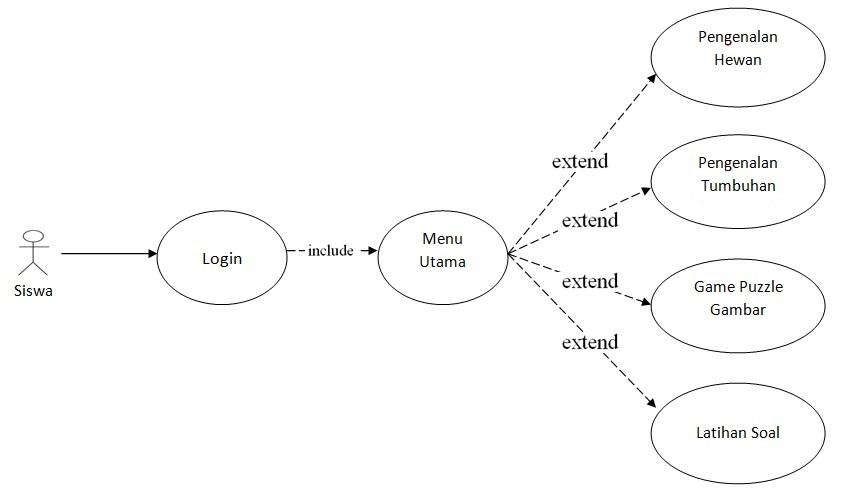 Siswa
Login
include
Menu
Utama
extend
extend
extend
extend
Pengenalan
Hewan
Pengenalan
Tumbuhan
Game Puzzle
Gambar
Latihan Soal